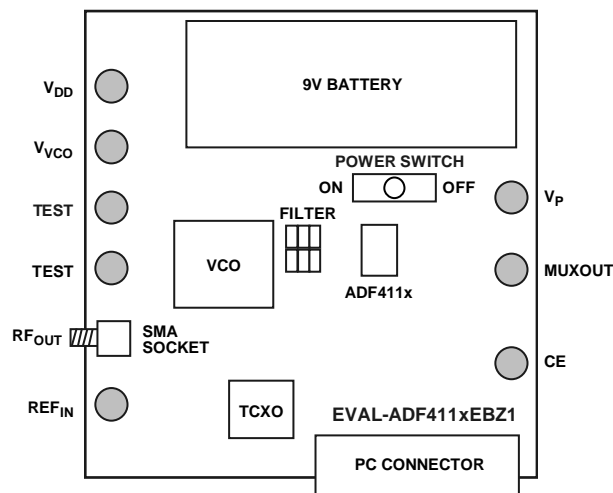 9V BATTERY
VDD
VVCO
POWER SWITCH
ON OFF
TEST
FILTER
VP
TEST
VCO
ADF411x
MUXOUT
RFOUT
SMA
SOCKET
CE
REFIN
TCXO
EVAL-ADF411xEBZ1
PC CONNECTOR